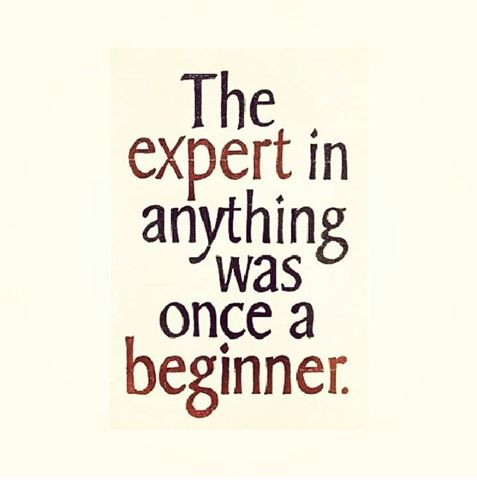 The
expert in
anything
was
once a
beginner.